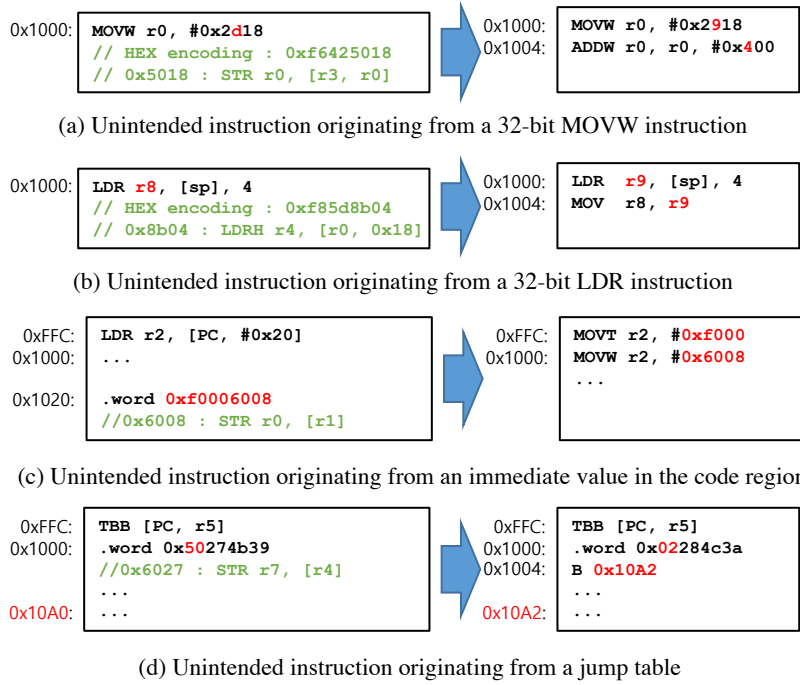 0x1000: MOVW r0, #0x2d18
// HEX encoding : 0xf6425018
// 0x5018 : STR r0, [r3, r0]
0x1000: MOVW r0, #0x2918
0x1004: ADDW r0, r0, #0x400
(a) Unintended instruction originating from a 32-bit MOVW instruction
0x1000: LDR r8, [sp], 4
// HEX encoding : 0xf85d8b04
// 0x8b04 : LDRH r4, [r0, 0x18]
0x1000: LDR r9, [sp], 4
0x1004: MOV r8, r9
(b) Unintended instruction originating from a 32-bit LDR instruction
0xFFC: LDR r2, [PC, #0x20]
0x1000: ...
0x1020: .word 0xf0006008
//0x6008 : STR r0, [r1]
0xFFC: MOVT r2, #0xf000
0x1000: MOVW r2, #0x6008
...
(c) Unintended instruction originating from an immediate value in the code region
0xFFC: TBB [PC, r5]
0x1000: .word 0x50274b39
//0x6027 : STR r7, [r4]
...
0x10A0: ...
0xFFC: TBB [PC, r5]
0x1000: .word 0x02284c3a
0x1004: B 0x10A2
...
0x10A2: ...
(d) Unintended instruction originating from a jump table